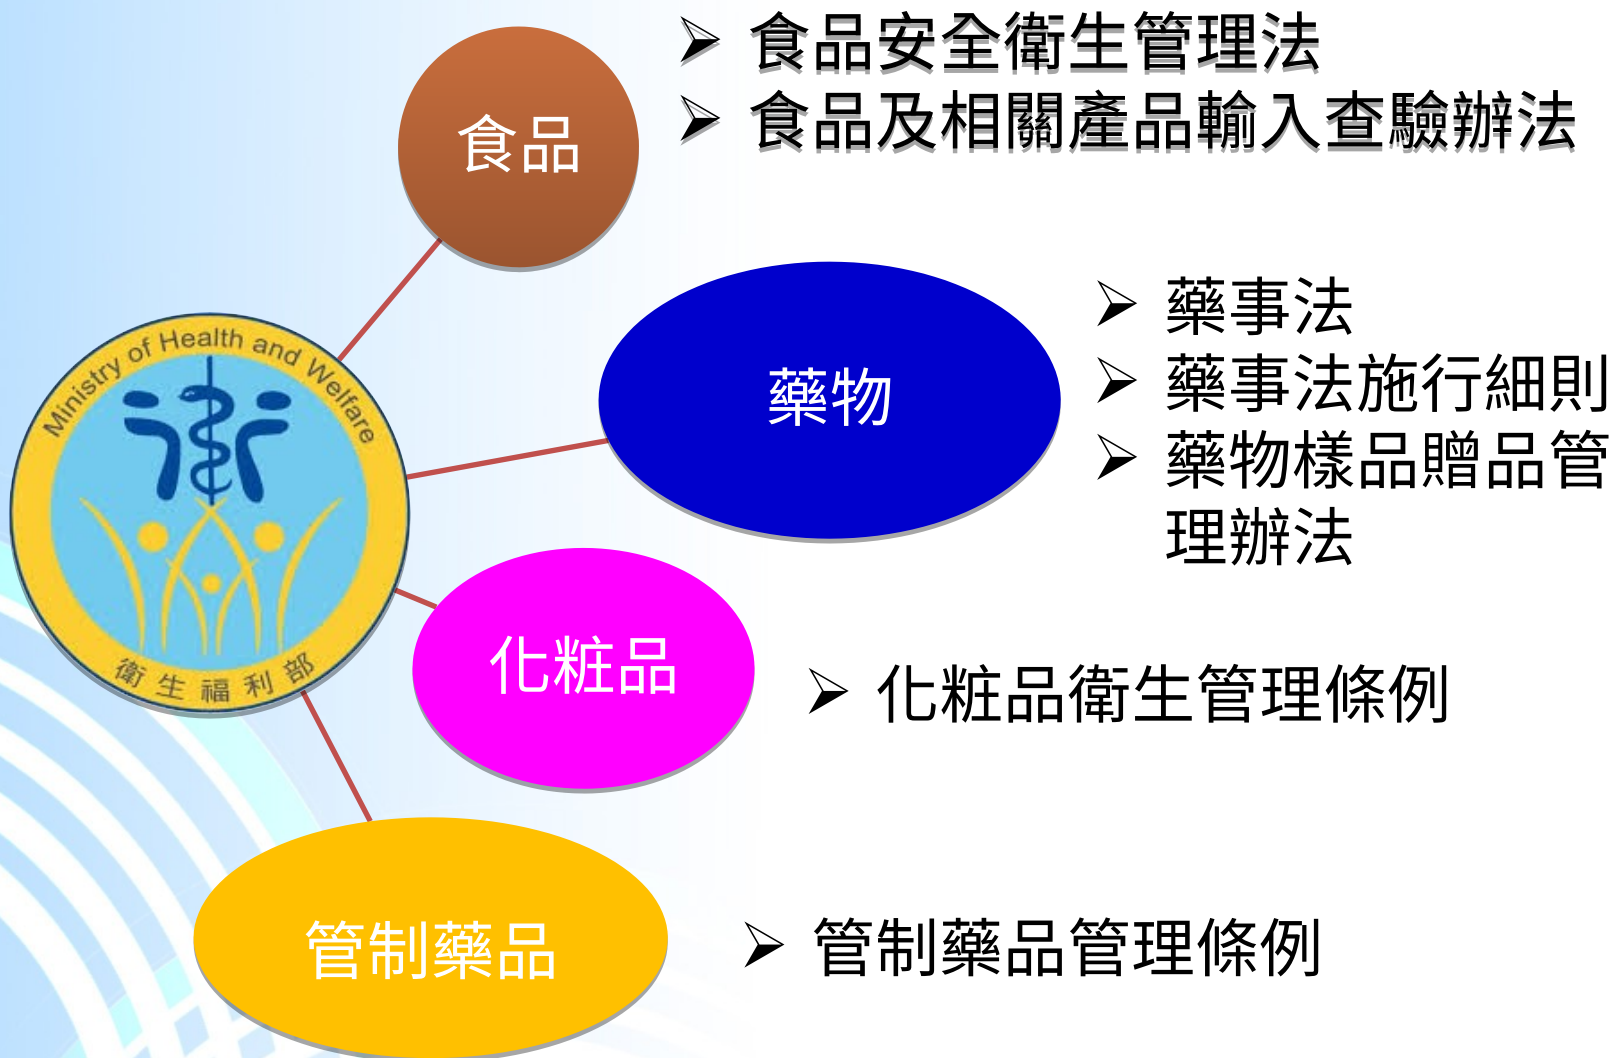 食品
➢ 食品安全衛生管理法
➢ 食品及相關產品輸入查驗辦法
Ministry of Health and Welfare
衛生福利部
藥物
➢ 藥事法
➢ 藥事法施行細則
➢ 藥物樣品贈品管
理辦法
化粧品
➢ 化粧品衛生管理條例
管制藥品
➢ 管制藥品管理條例